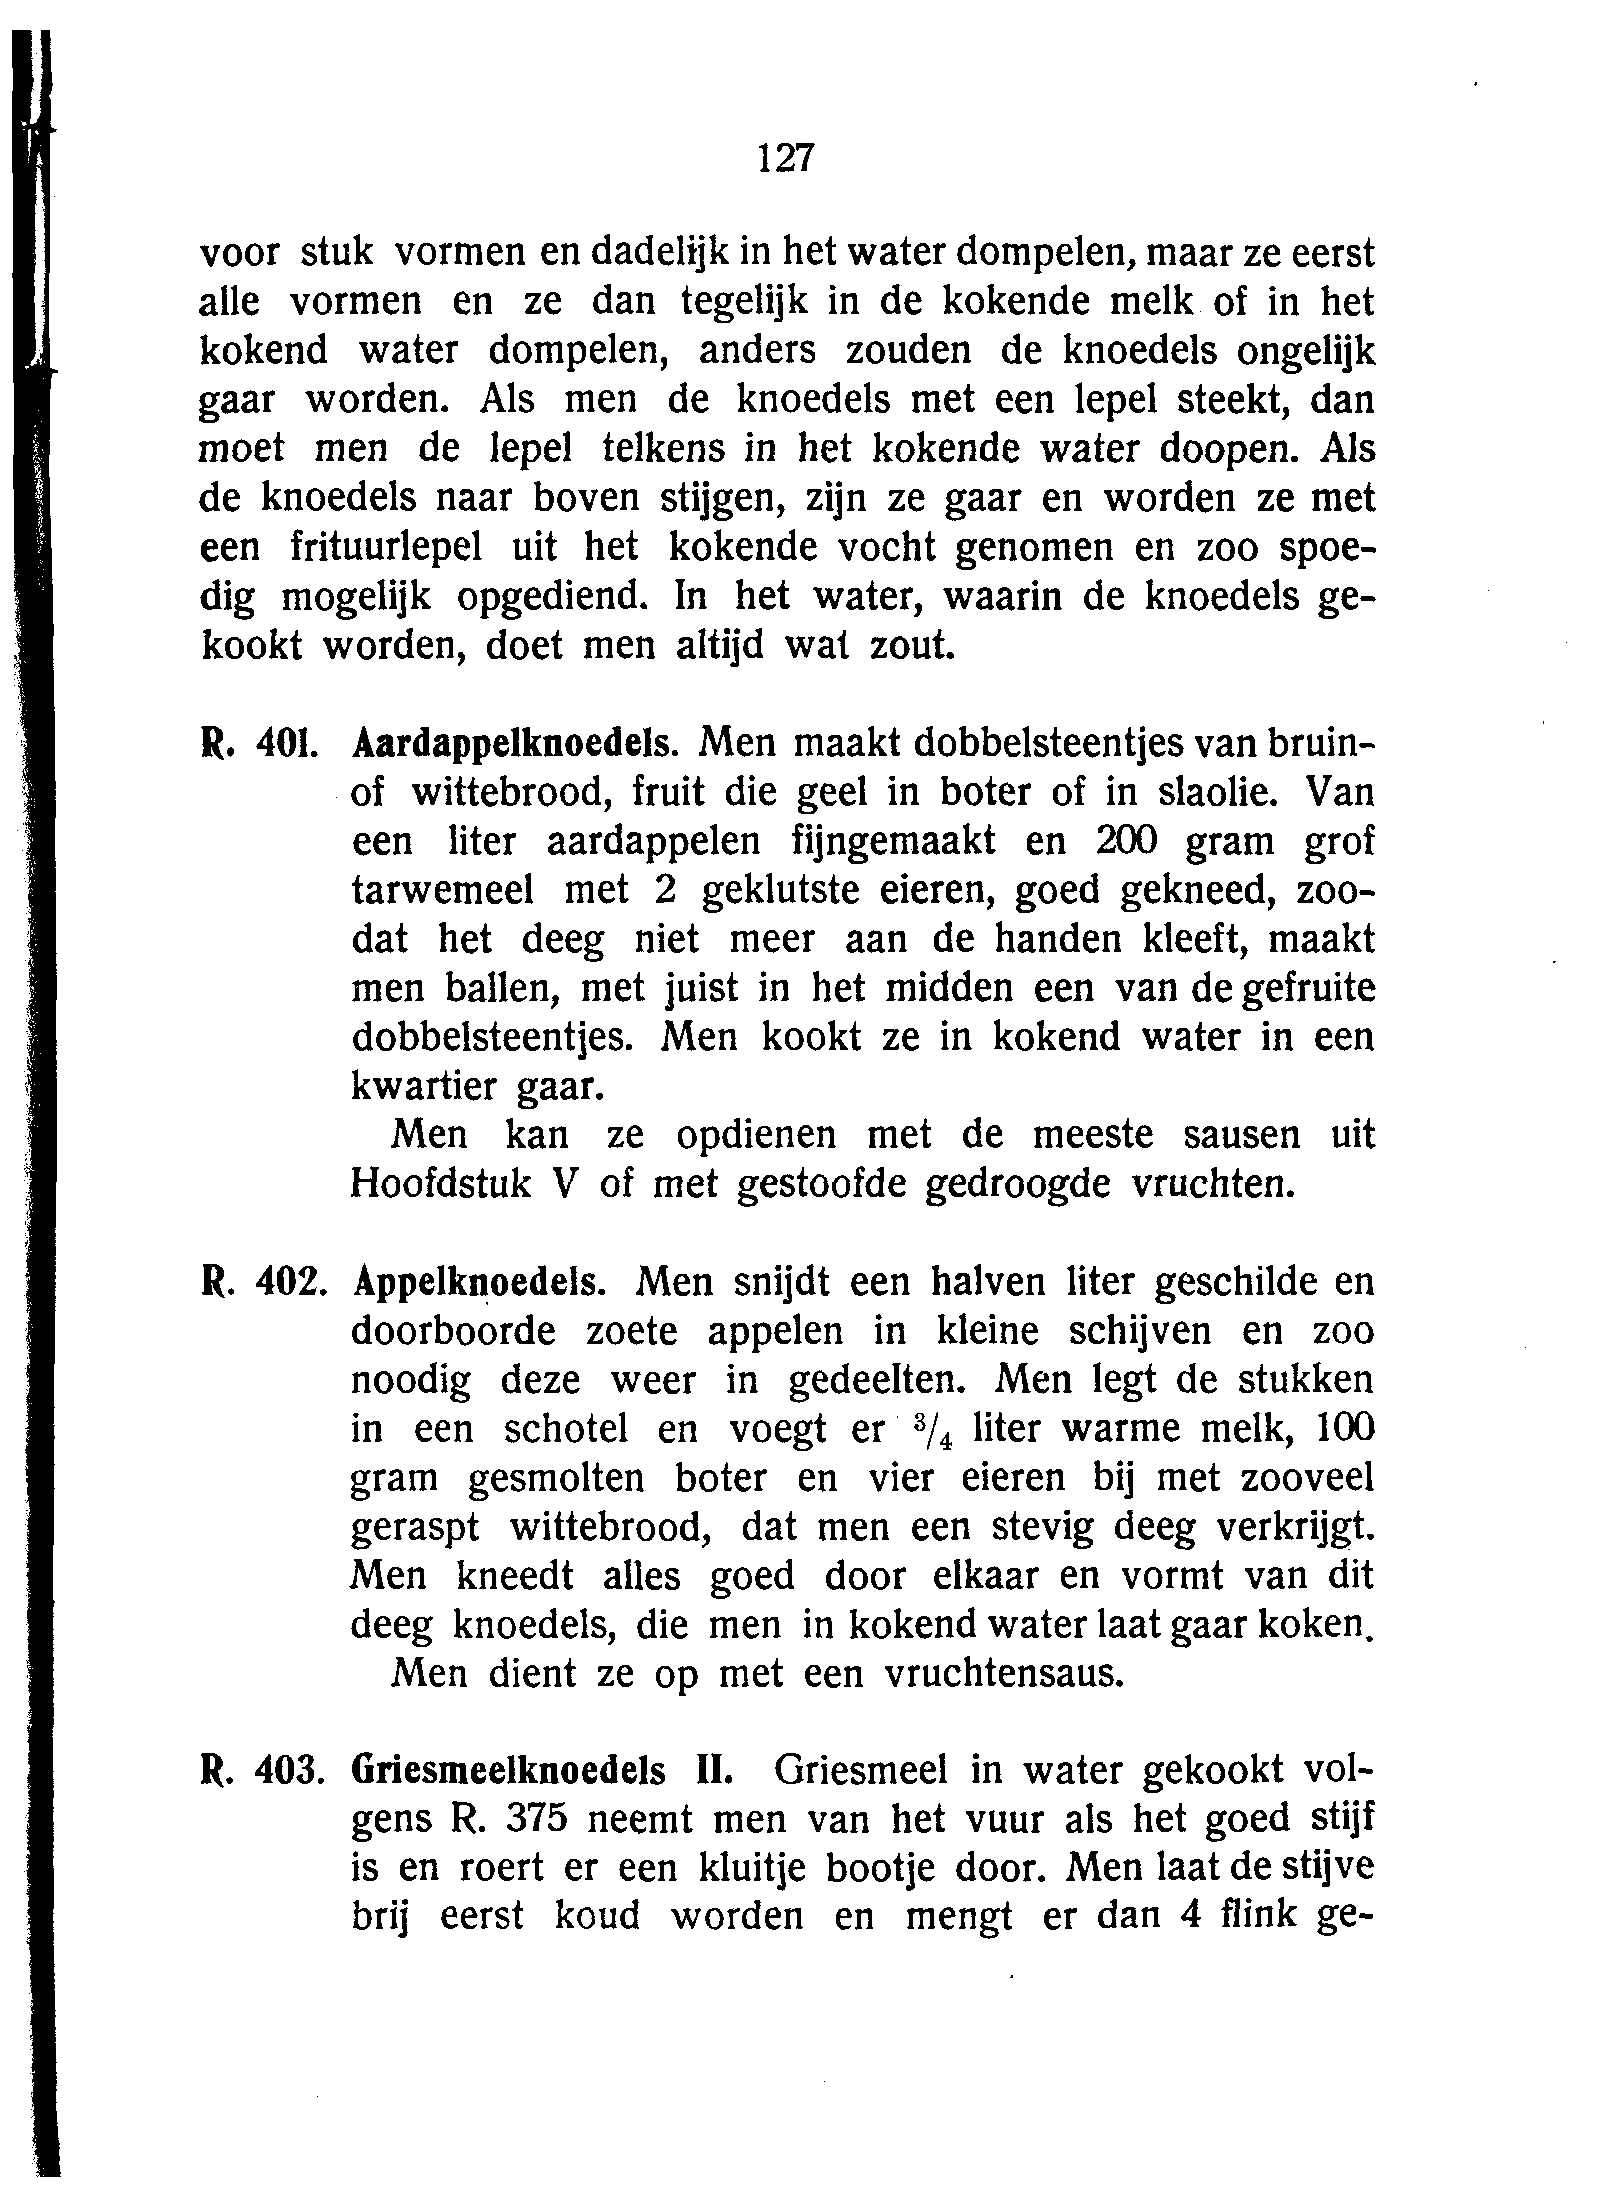 127
voor stuk vormen en dadelijk in het water dompelen, maar ze eerst
alle vormen en ze dan tegelijk in de kokende melk of in het
kokend water dompelen, anders zouden de knoedels ongelijk
gaar worden. Als men de knoedels met een lepel steekt, dan
moet men de lepel telkens in het kokende water doopen. Als
de knoedels naar boven stijgen, zijn ze gaar en worden ze met
een frituurlepel uit het kokende vocht genomen en zoo spoe-
dig mogelijk opgediend. In het water, waarin de knoedels ge-
kookt worden, doet men altijd wat zout.
R. 401. Aardappelknoedels. Men maakt dobbelsteentjes van bruin-
of wittebrood, fruit die geel in boter of in slaolie. Van
een liter aardappelen fijngemaakt en 200 gram grof
tarwemeel met 2 geklutste eieren, goed gekneed, zoo-
dat het deeg niet meer aan de handen kleeft, maakt
men ballen, met juist in het midden een van de gefruite
dobbelsteentjes. Men kookt ze in kokend water in een
kwartier gaar.
Men kan ze opdienen met de meeste sausen uit
Hoofdstuk V of met gestoofde gedroogde vruchten.
R. 402. Appelknoedels. Men snijdt een halven liter geschilde en
doorboorde zoete appelen in kleine schijven en zoo
noodig deze weer in gedeelten. Men legt de stukken
in een schotel en voegt er 3/4 liter warme melk, 100
gram gesmolten boter en vier eieren bij met zooveel
geraspt wittebrood, dat men een stevig deeg verkrijgt.
Men kneedt alles goed door elkaar en vormt van dit
deeg knoedels, die men in kokend water laat gaar koken.
Men dient ze op met een vruchtensaus.
R. 403. Griesmeelknoedels II. Griesmeel in water gekookt vol-
gens R. 375 neemt men van het vuur als het goed stijf
is en roert er een kluitje bootje door. Men laat de stijve
brij eerst koud worden en mengt er dan 4 flink ge-